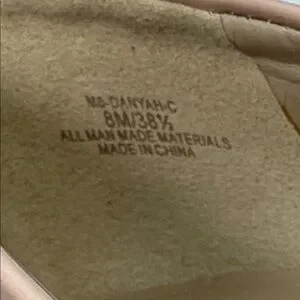 MS-DANYAH-C
8M/38½
ALL MAN MADE MATERIALS
MADE IN CHINA